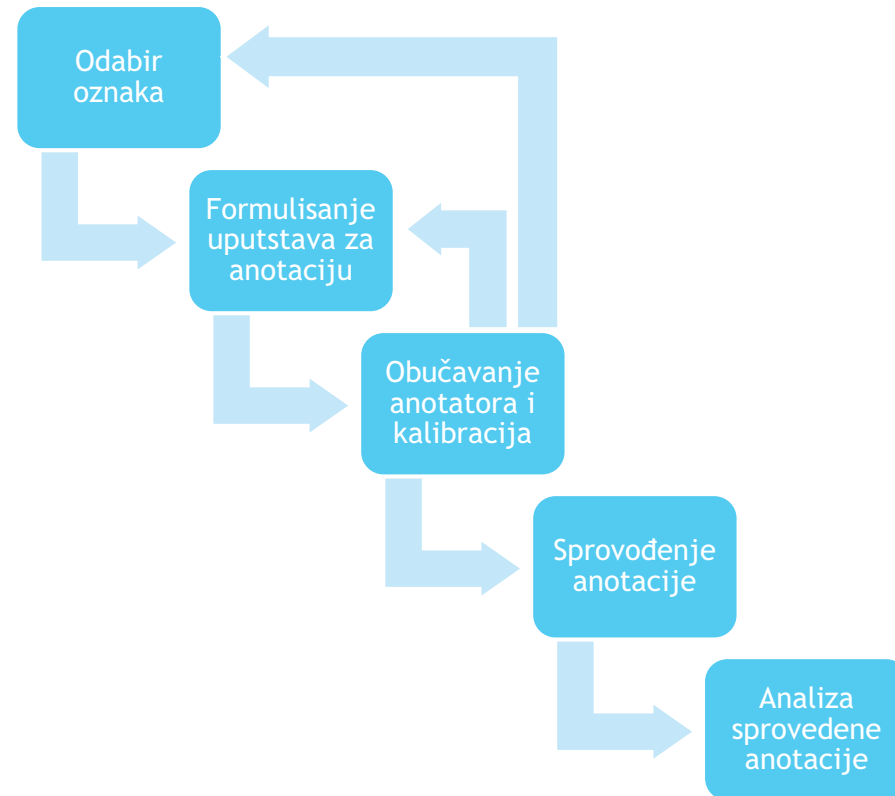 Odabir
oznaka
Formulisanje
uputstava za
anotaciju
Obučavanje
anotatora i
kalibracija
Sprovođenje
anotacije
Analiza
sprovedene
anotacije